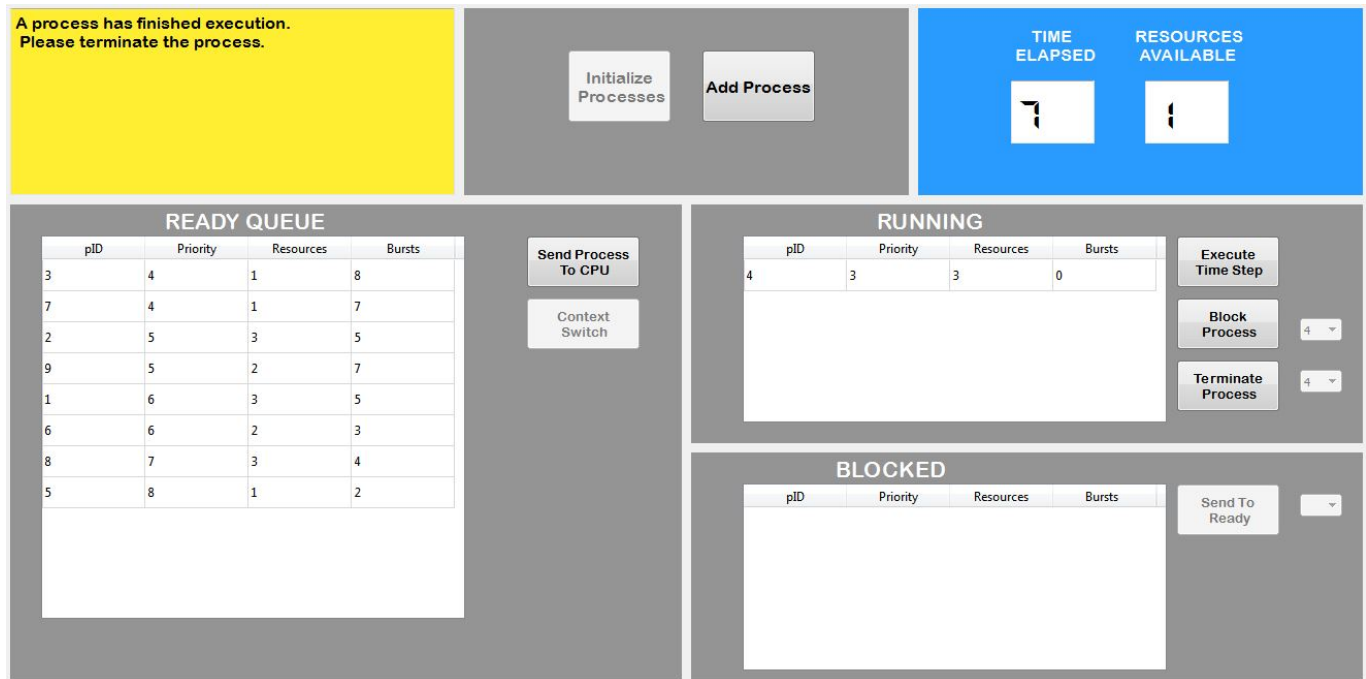 A process has finished execution.
Please terminate the process.
Initialize
Processes
Add Process
TIME
ELAPSED
RESOURCES
AVAILABLE
7
1
READY QUEUE
pID Priority Resources Bursts
3 4 1 8
7 4 1 7
2 5 3 5
9 5 2 7
1 6 3 5
6 6 2 3
8 7 3 4
5 8 1 2
Send Process
To CPU
Context
Switch
RUNNING
pID Priority Resources Bursts
4 3 3 0
Execute
Time Step
Block
Process
4
Terminate
Process
4
BLOCKED
pID Priority Resources Bursts
Send To
Ready